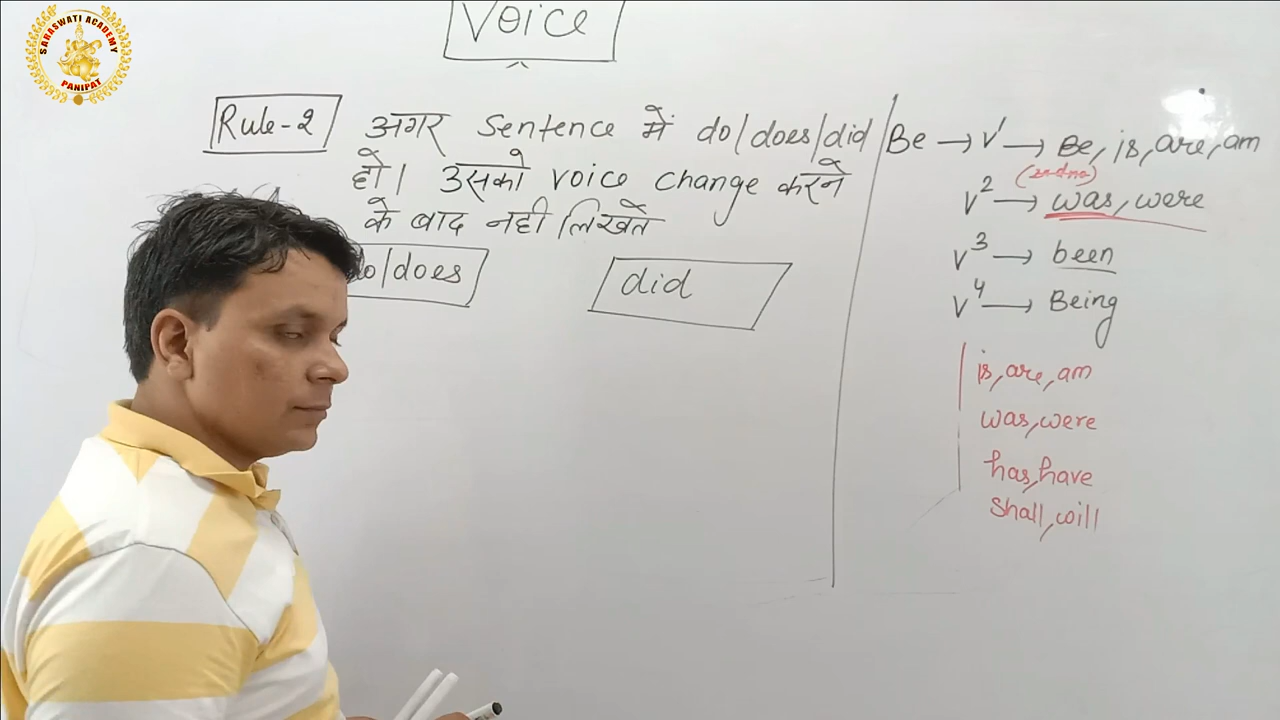 SARASWATI ACADEMY
PANIPAT
Voice
Rule-2 अगर Sentence में do/does/did
हो। उसको voice change करने
के बाद नही लिखते
do/does
did
Be → V¹ → Be, is, are, am
V² → was, were
V³ → been
V⁴ → Being
is, are, am
was, were
has, have
Shall, will